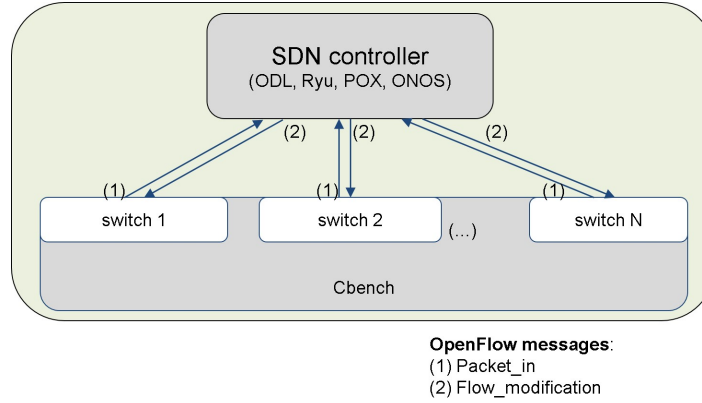 SDN controller
(ODL, Ryu, POX, ONOS)
(2) (2) (2)
(1) (1) (1)
switch 1 switch 2 (...) switch N
Cbench
OpenFlow messages:
(1) Packet_in
(2) Flow_modification